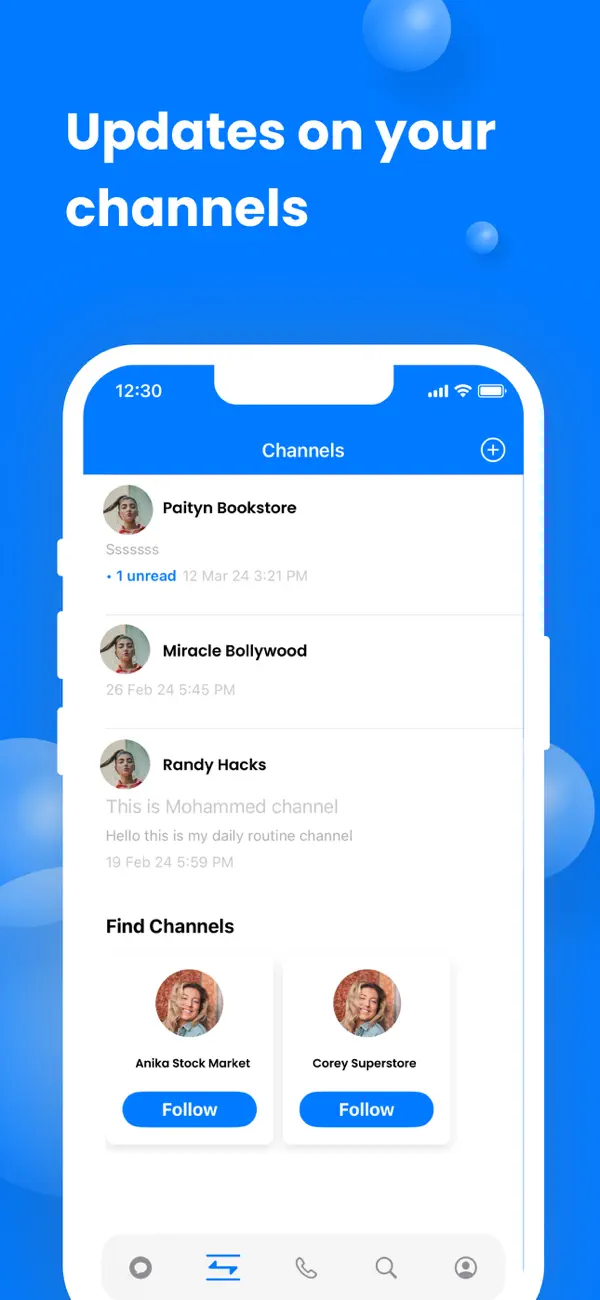 Updates on your
channels
12:30
Channels
Paityn Bookstore
Sssssss
• 1 unread 12 Mar 24 3:21 PM
Miracle Bollywood
26 Feb 24 5:45 PM
Randy Hacks
This is Mohammed channel
Hello this is my daily routine channel
19 Feb 24 5:59 PM
Find Channels
Anika Stock Market
Corey Superstore
Follow
Follow